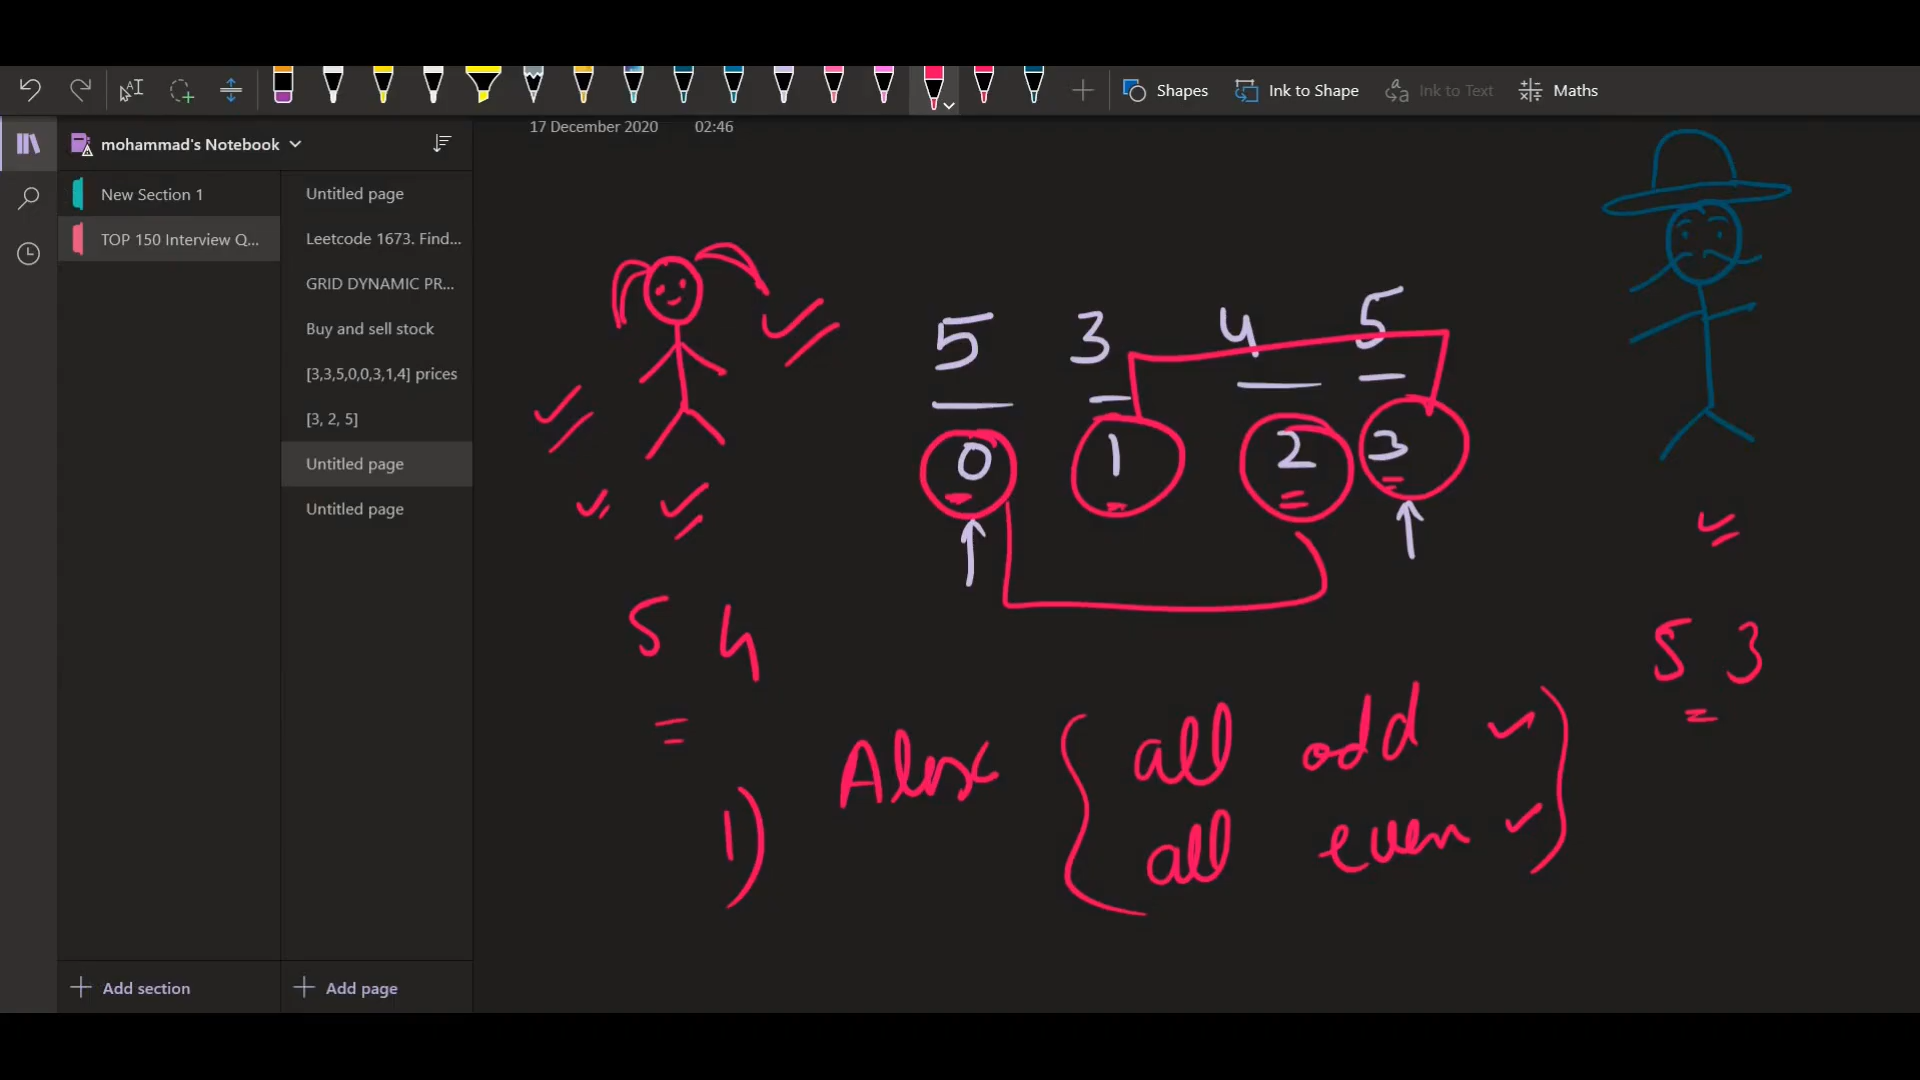 Shapes
Ink to Shape
Ink to Text
Maths
mohammad's Notebook
17 December 2020 02:46
New Section 1
TOP 150 Interview Q...
Untitled page
Leetcode 1673. Find...
GRID DYNAMIC PR...
Buy and sell stock
[3,3,5,0,0,3,1,4] prices
[3, 2, 5]
Untitled page
Untitled page
Add section
Add page
5 3 4 5
0 1 2 3
5 4
5 3
1) Alex { all odd
all even )